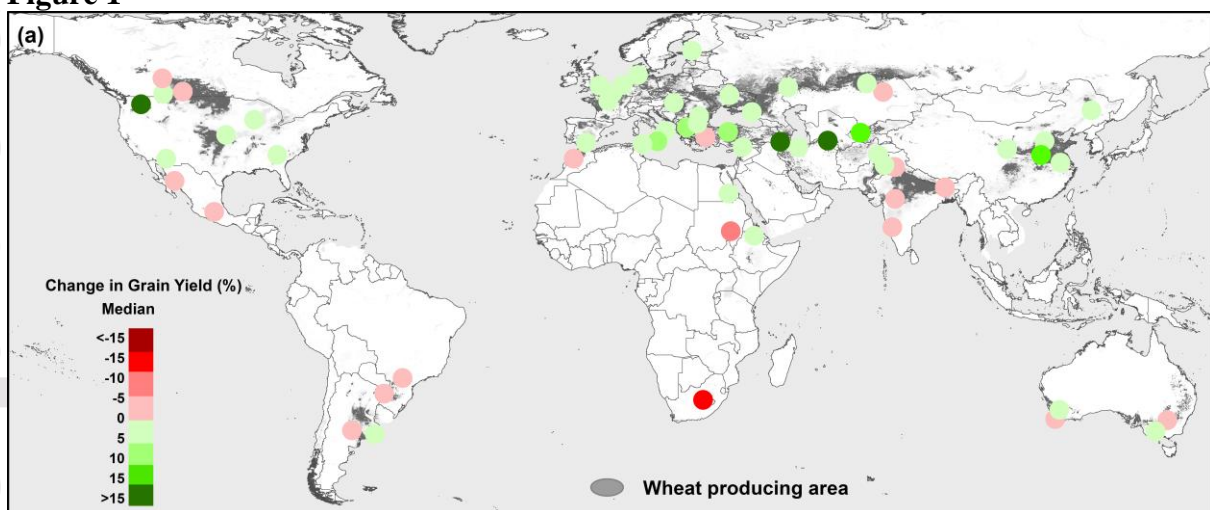 Figure 1
(a)
Change in Grain Yield (%)
Median
<-15
-15
-10
-5
0
5
10
15
>15
Wheat producing area